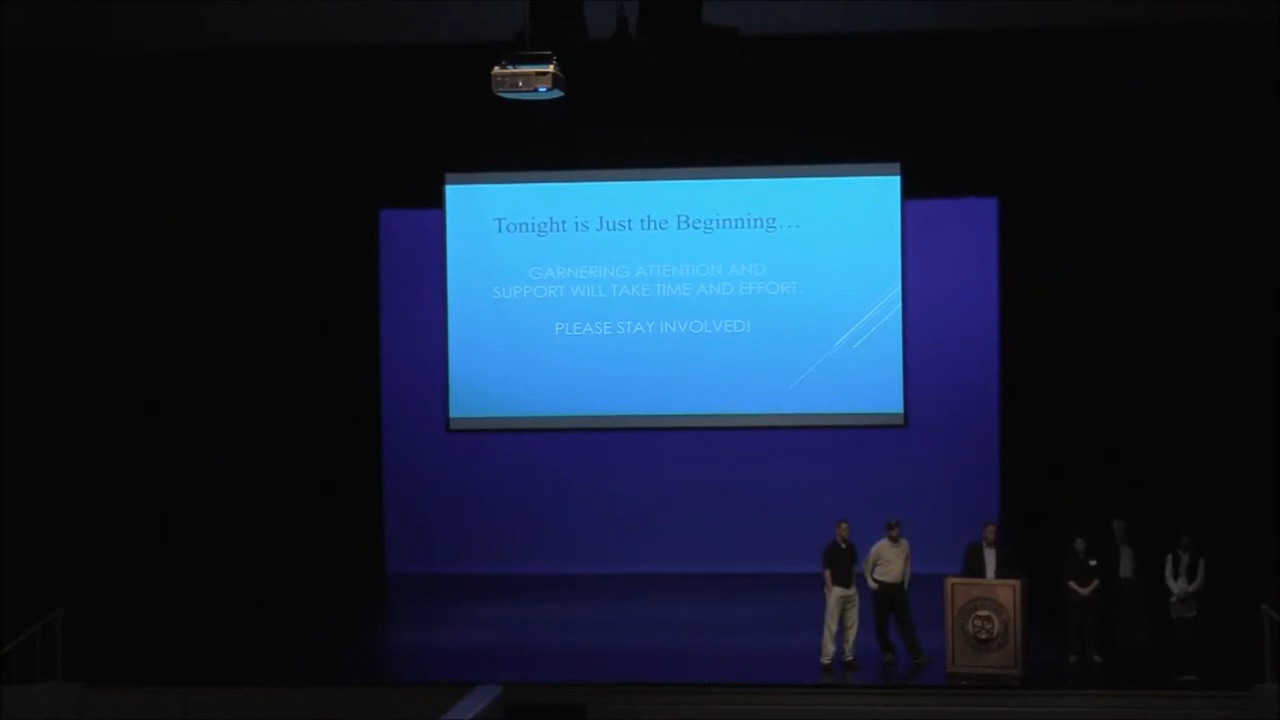 Tonight is Just the Beginning...
GARNERING ATTENTION AND
SUPPORT WILL TAKE TIME AND EFFORT.
PLEASE STAY INVOLVED!